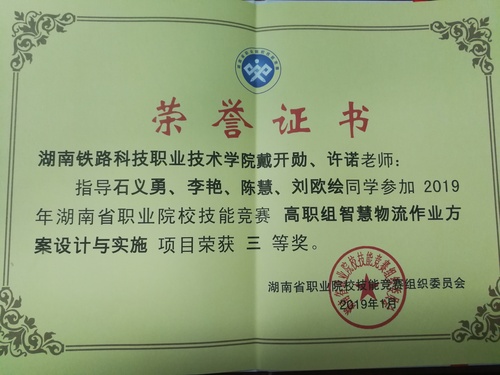 荣誉证书
湖南铁路科技职业技术学院戴开勋、许诺老师:
指导石义勇、李艳、陈慧、刘欧绘同学参加 2019
年湖南省职业院校技能竞赛 高职组智慧物流作业方
案设计与实施 项目荣获 三 等奖。
湖南省职业院校技能竞赛组织委员会
2019年1月